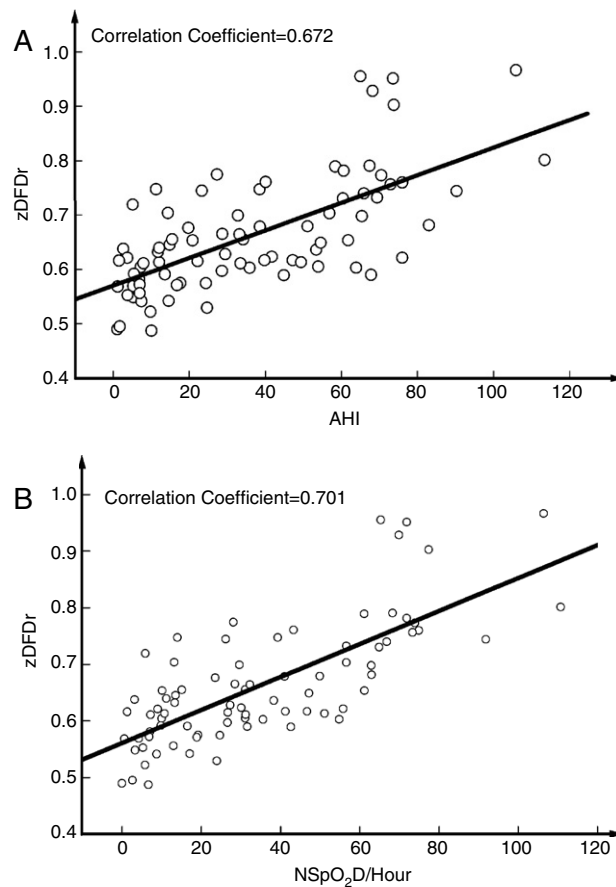 A
Correlation Coefficient=0.672
1.0
0.9
0.8
0.7
0.6
0.5
0.4
zDFDr
0 20 40 60 80 100 120
AHI
B
Correlation Coefficient=0.701
1.0
0.9
0.8
0.7
0.6
0.5
0.4
zDFDr
0 20 40 60 80 100 120
NSpO₂D/Hour